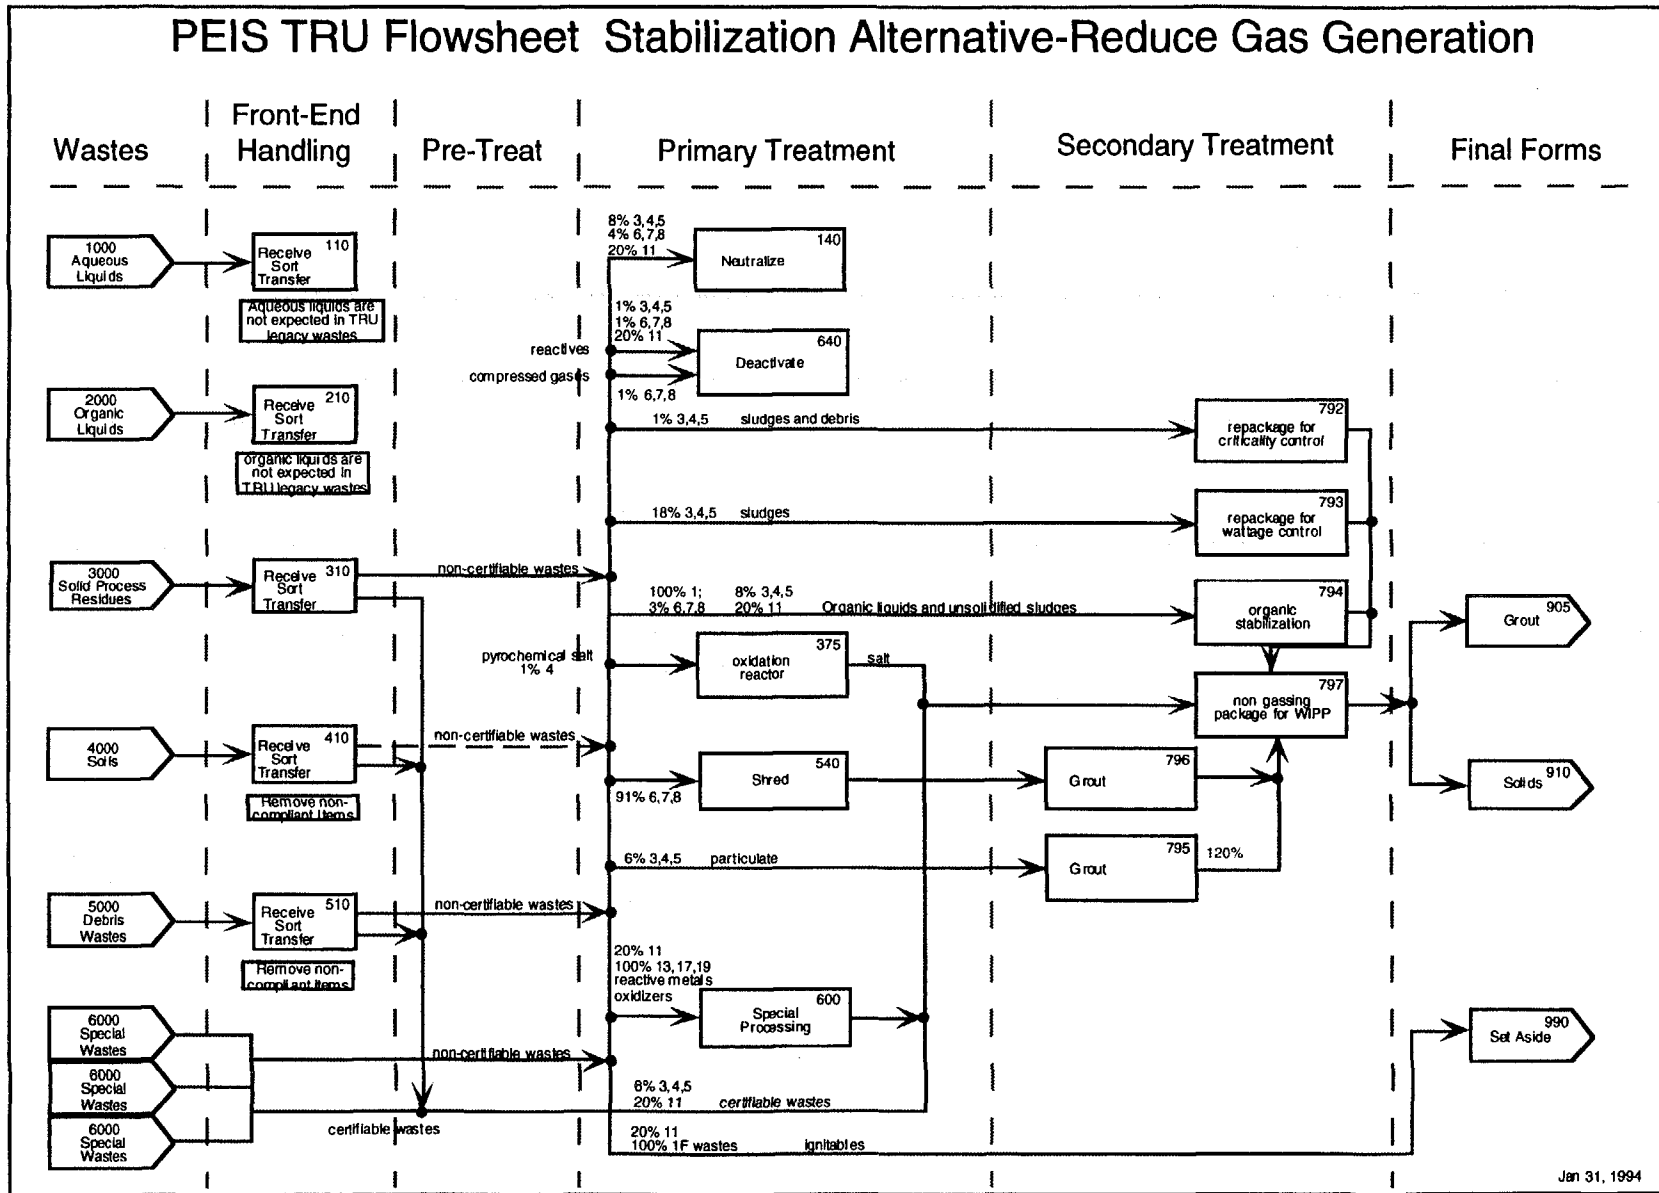 PEIS TRU Flowsheet Stabilization Alternative-Reduce Gas Generation
Wastes
Front-End
Handling
Pre-Treat
Primary Treatment
Secondary Treatment
Final Forms
1000
Aqueous
Liquids
110
Receive
Sort
Transfer
Aqueous liquids are
not expected in TRU
legacy wastes
8% 3,4,5
4% 6,7,8
20% 11
140
Neutralize
1% 3,4,5
1% 6,7,8
20% 11
reactives
compressed gases
1% 6,7,8
640
Deactivate
2000
Organic
Liquids
210
Receive
Sort
Transfer
organic liquids are
not expected in
TRU legacy wastes
1% 3,4,5 sludges and debris
792
repackage for
criticality control
18% 3,4,5 sludges
793
repackage for
wattage control
3000
Solid Process
Residues
310
Receive
Sort
Transfer
non-certifiable wastes
100% 1; 8% 3,4,5
3% 6,7,8 20% 11 Organic liquids and unsolidified sludges
794
organic
stabilization
905
Grout
pyrochemical salt
1% 4
375
oxidation
reactor
salt
797
non gassing
package for WIPP
4000
Soils
410
Receive
Sort
Transfer
non-certifiable wastes
Remove non-
compliant items
91% 6,7,8
540
Shred
796
Grout
910
Solids
6% 3,4,5 particulate
795
Grout
120%
5000
Debris
Wastes
510
Receive
Sort
Transfer
non-certifiable wastes
Remove non-
compliant items
20% 11
100% 13,17,19
reactive metals
oxidizers
600
Special
Processing
6000
Special
Wastes
6000
Special
Wastes
6000
Special
Wastes
non-certifiable wastes
990
Set Aside
3,4,5
20% 11 certifiable wastes
certifiable wastes
20% 11
100% 1F wastes ignitables
Jan 31, 1994